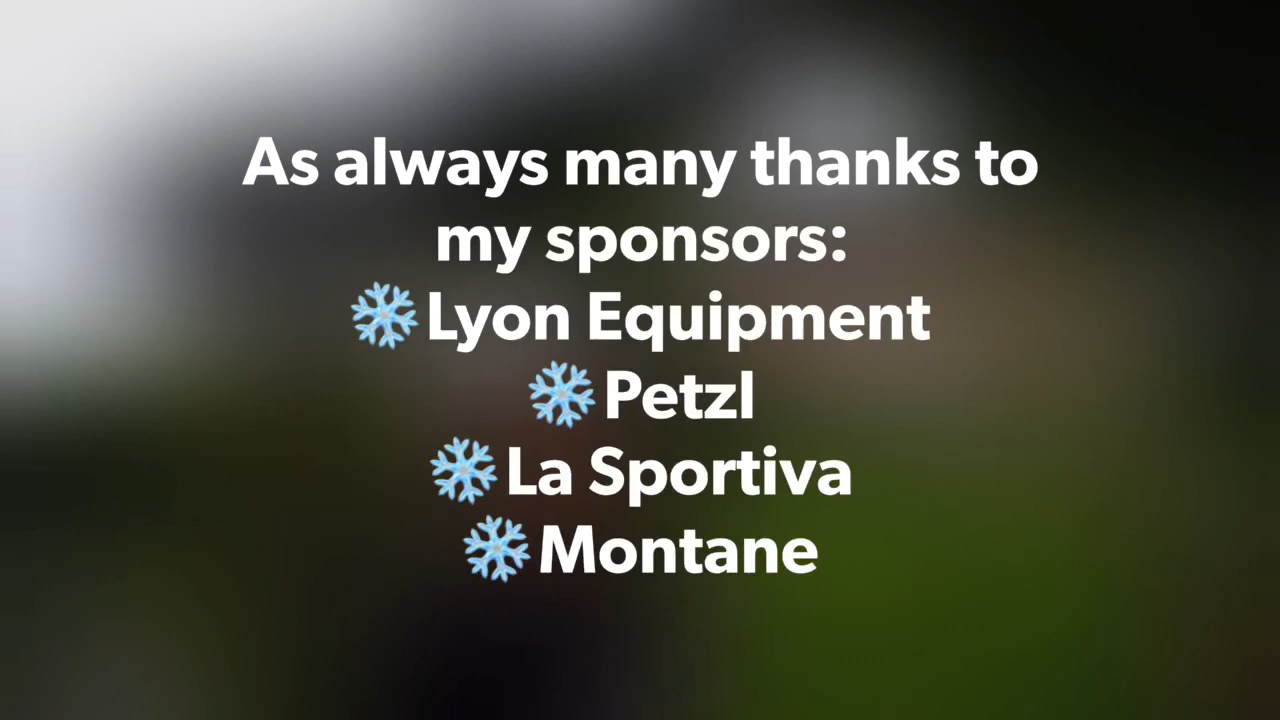 As always many thanks to
my sponsors:
❄️Lyon Equipment
❄️Petzl
❄️La Sportiva
❄️Montane